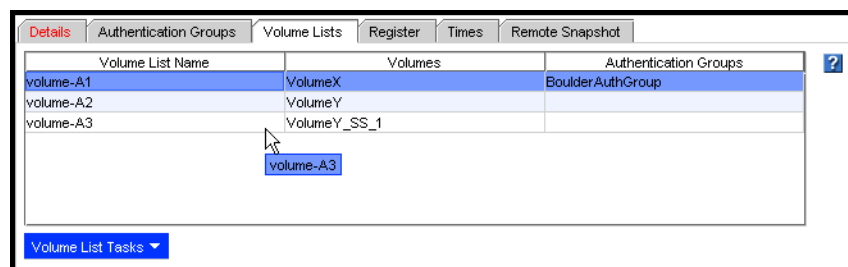 Details Authentication Groups Volume Lists Register Times Remote Snapshot
Volume List Name Volumes Authentication Groups
volume-A1 VolumeX BoulderAuthGroup
volume-A2 VolumeY
volume-A3 VolumeY_SS_1
volume-A3
Volume List Tasks
?